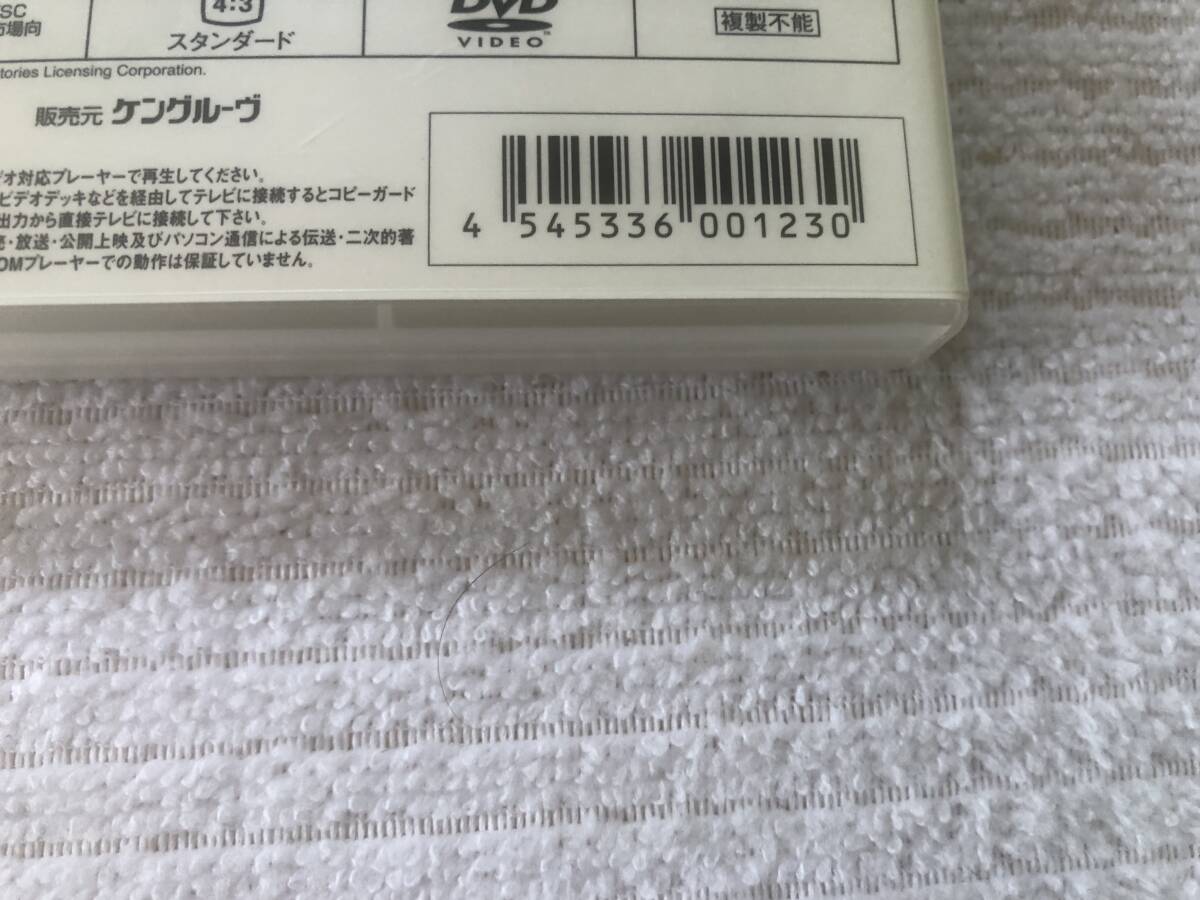 SC
市場向
4:3
スタンダード
DVD
VIDEO
複製不能
tories Licensing Corporation.
販売元 ケングルーヴ
オ対応プレーヤーで再生してください。
ビデオデッキなどを経由してテレビに接続するとコピーガード
出力から直接テレビに接続して下さい。
・放送・公開上映及びパソコン通信による伝送・二次的著
OMプレーヤーでの動作は保証していません。
4 545336 001230